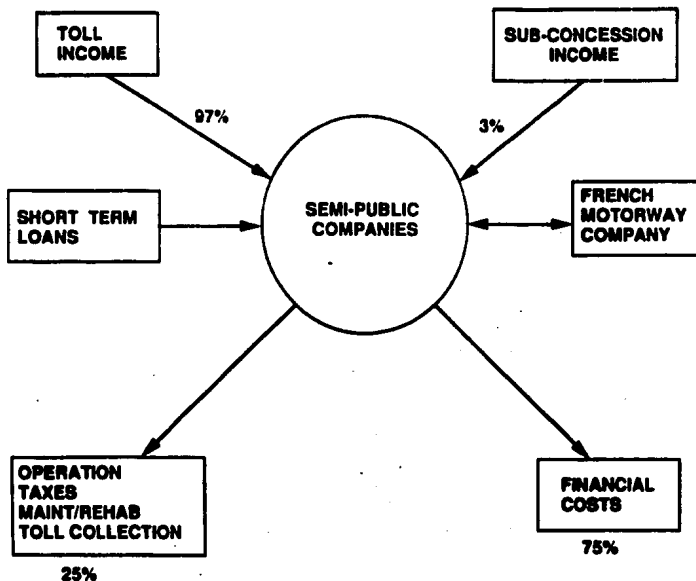 TOLL
INCOME
SUB-CONCESSION
INCOME
97%
3%
SHORT TERM
LOANS
SEMI-PUBLIC
COMPANIES
FRENCH
MOTORWAY
COMPANY
OPERATION
TAXES
MAINT/REHAB
TOLL COLLECTION
25%
FINANCIAL
COSTS
75%